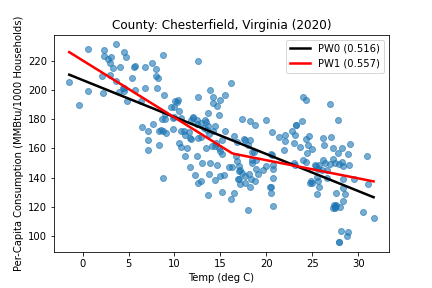 County: Chesterfield, Virginia (2020)
PW0 (0.516)
PW1 (0.557)
Per-Capita Consumption (MMBtu/1000 Households)
220
200
180
160
140
120
100
0 5 10 15 20 25 30
Temp (deg C)